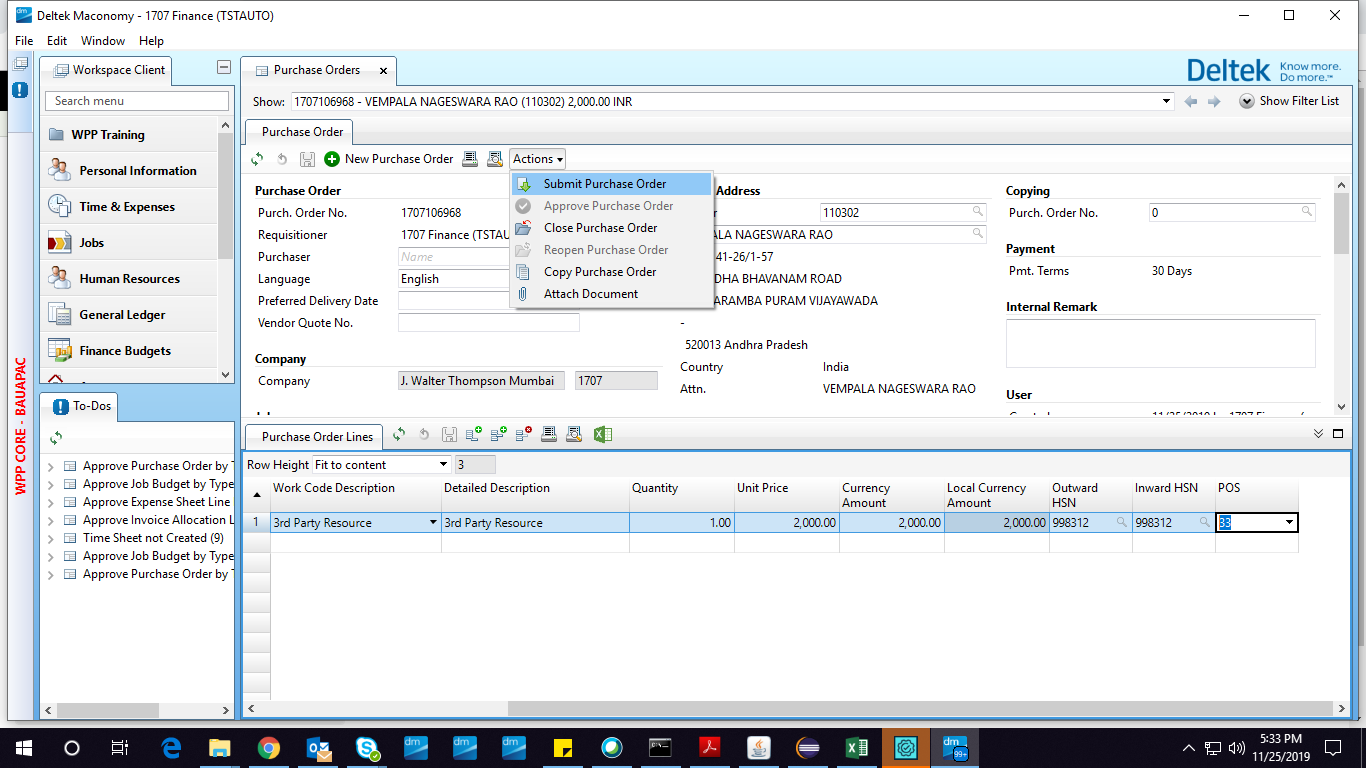 Deltek Maconomy - 1707 Finance (TSTAUTO)
File Edit Window Help
Workspace Client
Search menu
WPP Training
Personal Information
Time & Expenses
Jobs
Human Resources
General Ledger
Finance Budgets
WPP CORE - BAUAPAC
To-Dos
Approve Purchase Order by T
Approve Job Budget by Type
Approve Expense Sheet Line
Approve Invoice Allocation L
Time Sheet not Created (9)
Approve Job Budget by Type
Approve Purchase Order by T
Purchase Orders
Deltek Know more. Do more.™
Show: 1707106968 - VEMPALA NAGESWARA RAO (110302) 2,000.00 INR
Show Filter List
Purchase Order
New Purchase Order Actions
Submit Purchase Order
Approve Purchase Order
Close Purchase Order
Reopen Purchase Order
Copy Purchase Order
Attach Document
Purchase Order
Purch. Order No. 1707106968
Requisitioner 1707 Finance (TSTAU
Purchaser Name
Language English
Preferred Delivery Date
Vendor Quote No.
Company
Company J. Walter Thompson Mumbai 1707
Address
110302
ALA NAGESWARA RAO
41-26/1-57
DHA BHAVANAM ROAD
ARAMBA PURAM VIJAYAWADA
-
520013 Andhra Pradesh
Country India
Attn. VEMPALA NAGESWARA RAO
Copying
Purch. Order No. 0
Payment
Pmt. Terms 30 Days
Internal Remark
User
Purchase Order Lines
Row Height Fit to content 3
Work Code Description Detailed Description Quantity Unit Price Currency Amount Local Currency Amount Outward HSN Inward HSN POS
1 3rd Party Resource 3rd Party Resource 1.00 2,000.00 2,000.00 2,000.00 998312 998312 33
dm 99+
5:33 PM
11/25/2019